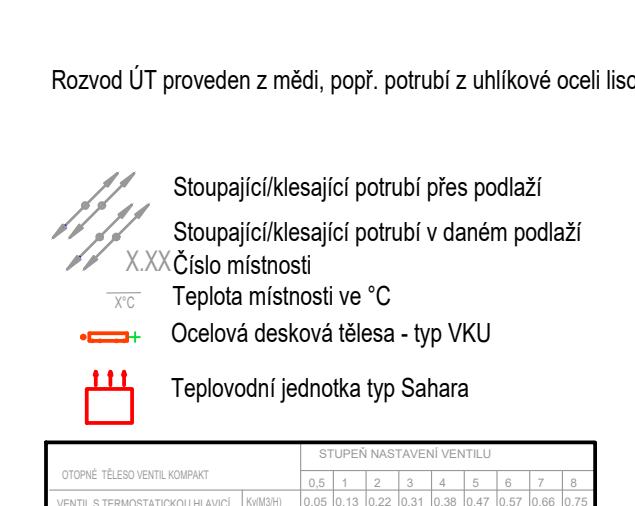 Rozvod ÚT proveden z mědi, popř. potrubí z uhlíkové oceli
Stoupající/klesající potrubí přes podlaží
Stoupající/klesající potrubí v daném podlaží
X.XX Číslo místnosti
X°C Teplota místnosti ve °C
Ocelová desková tělesa - typ VKU
Teplovodní jednotka typ Sahara
STUPEŇ NASTAVENÍ VENTILU
OTOPNÉ TĚLESO VENTIL KOMPAKT
0,5 1 2 3 4 5 6 7 8
VENTIL S TERMOSTATICKOU HLAVICÍ Kv(M3/H) 0,05 0,13 0,22 0,31 0,38 0,47 0,57 0,66 0,75